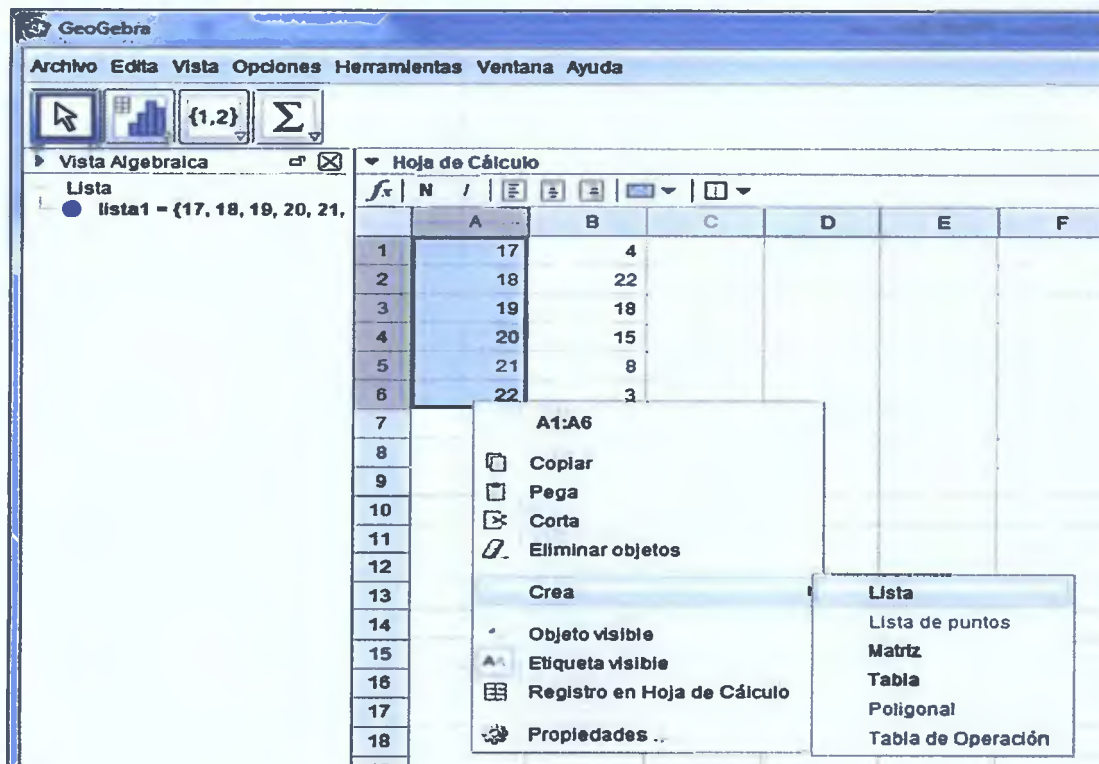 GeoGebra
Archivo Edita Vista Opciones Herramientas Ventana Ayuda
{1,2} Σ
Vista Algebraica
Lista
lista1 = {17, 18, 19, 20, 21,
Hoja de Cálculo
fx N I
A B C D E F
1 17 4
2 18 22
3 19 18
4 20 15
5 21 8
6 22 3
7
8
9
10
11
12
13
14
15
16
17
18
A1:A6
Copiar
Pega
Corta
Eliminar objetos
Crea
Objeto visible
Etiqueta visible
Registro en Hoja de Cálculo
Propiedades ..
Lista
Lista de puntos
Matriz
Tabla
Poligonal
Tabla de Operación